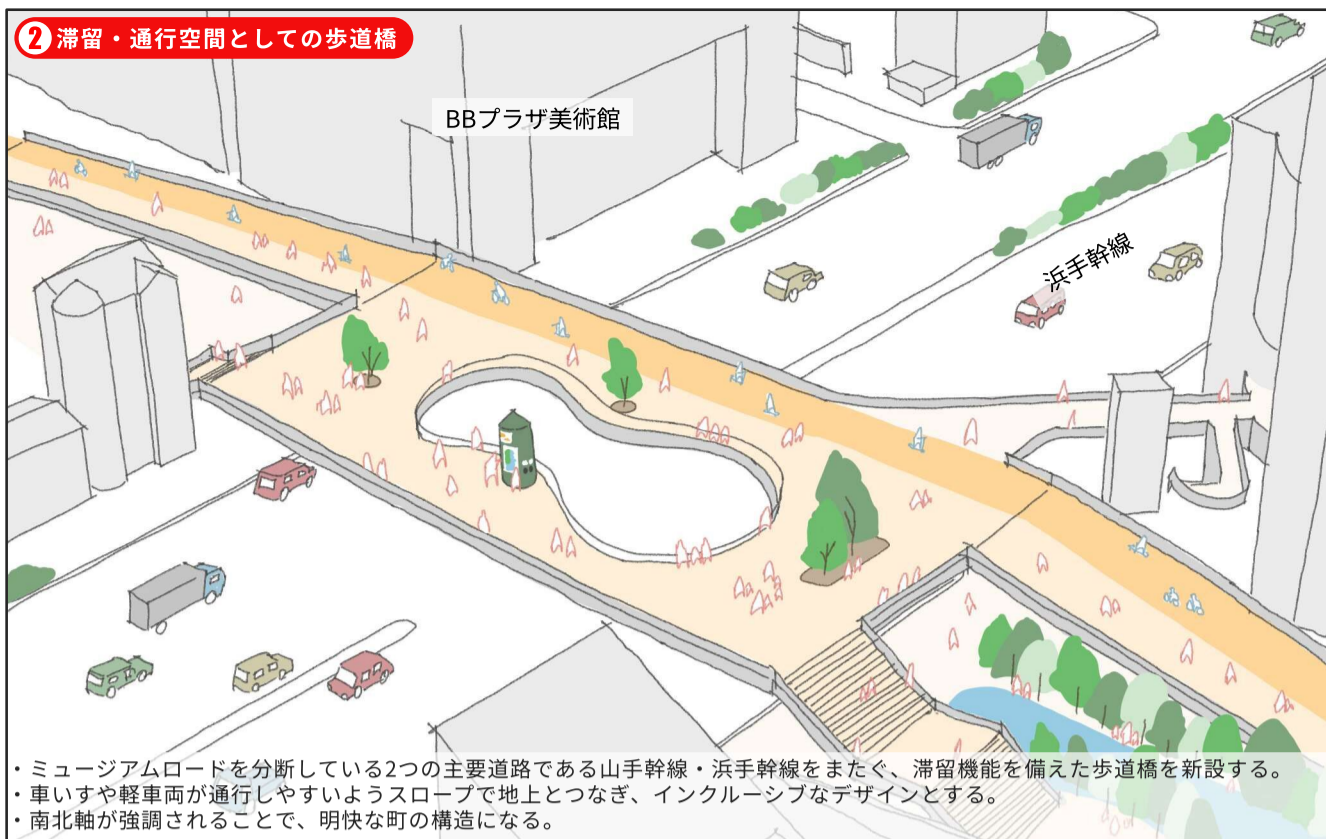 2 滞留・通行空間としての歩道橋
BBプラザ美術館
浜手幹線
・ミュージアムロードを分断している2つの主要道路である山手幹線・浜手幹線をまたぐ、滞留機能を備えた歩道橋を新設する。
・車いすや軽車両が通行しやすいようスロープで地上とつなぎ、インクルーシブなデザインとする。
・南北軸が強調されることで、明快な町の構造になる。